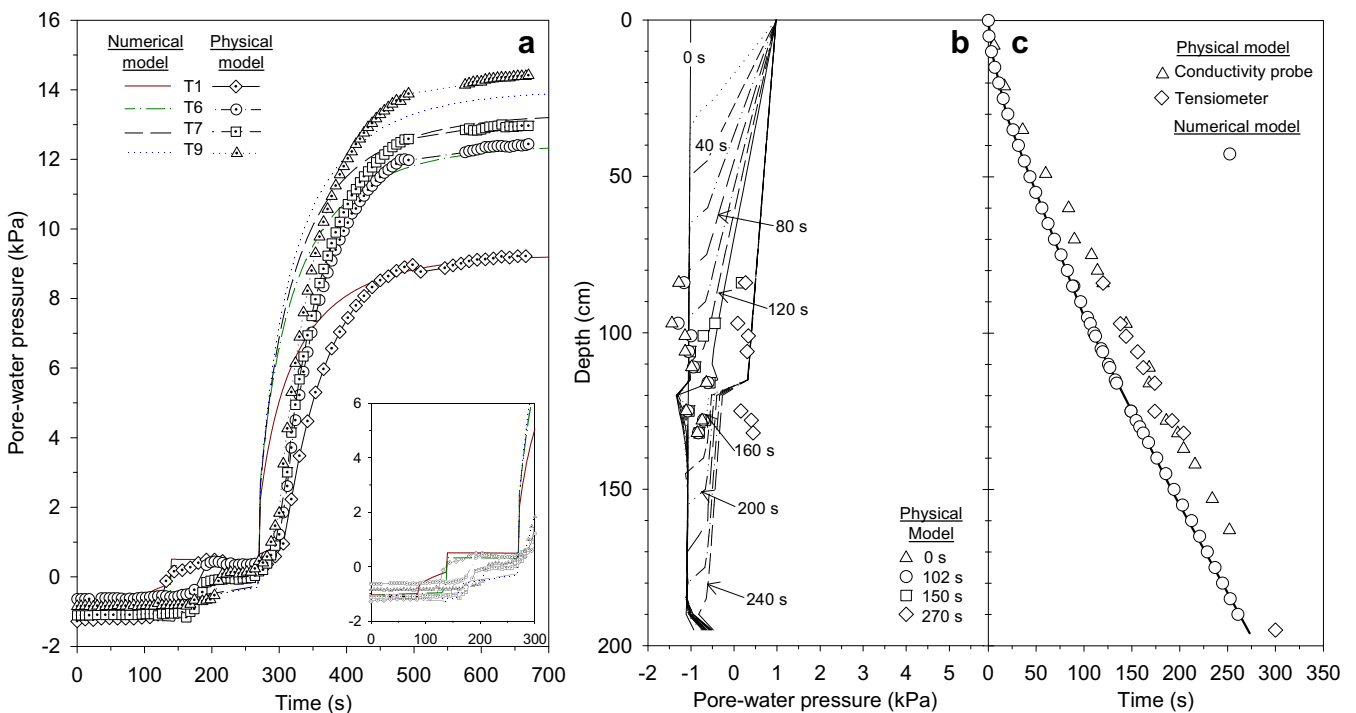 a
Numerical model
Physical model
T1
T6
T7
T9
16
14
12
10
8
6
4
2
0
-2
Pore-water pressure (kPa)
0 100 200 300 400 500 600 700
Time (s)
6
4
2
0
-2
0 100 200 300
b
0 s
40 s
80 s
120 s
160 s
200 s
240 s
Physical
Model
0 s
102 s
150 s
270 s
0
50
100
150
200
Depth (cm)
-2 -1 0 1 2 3 4 5
Pore-water pressure (kPa)
c
Physical model
Conductivity probe
Tensiometer
Numerical model
0 50 100 150 200 250 300 350
Time (s)